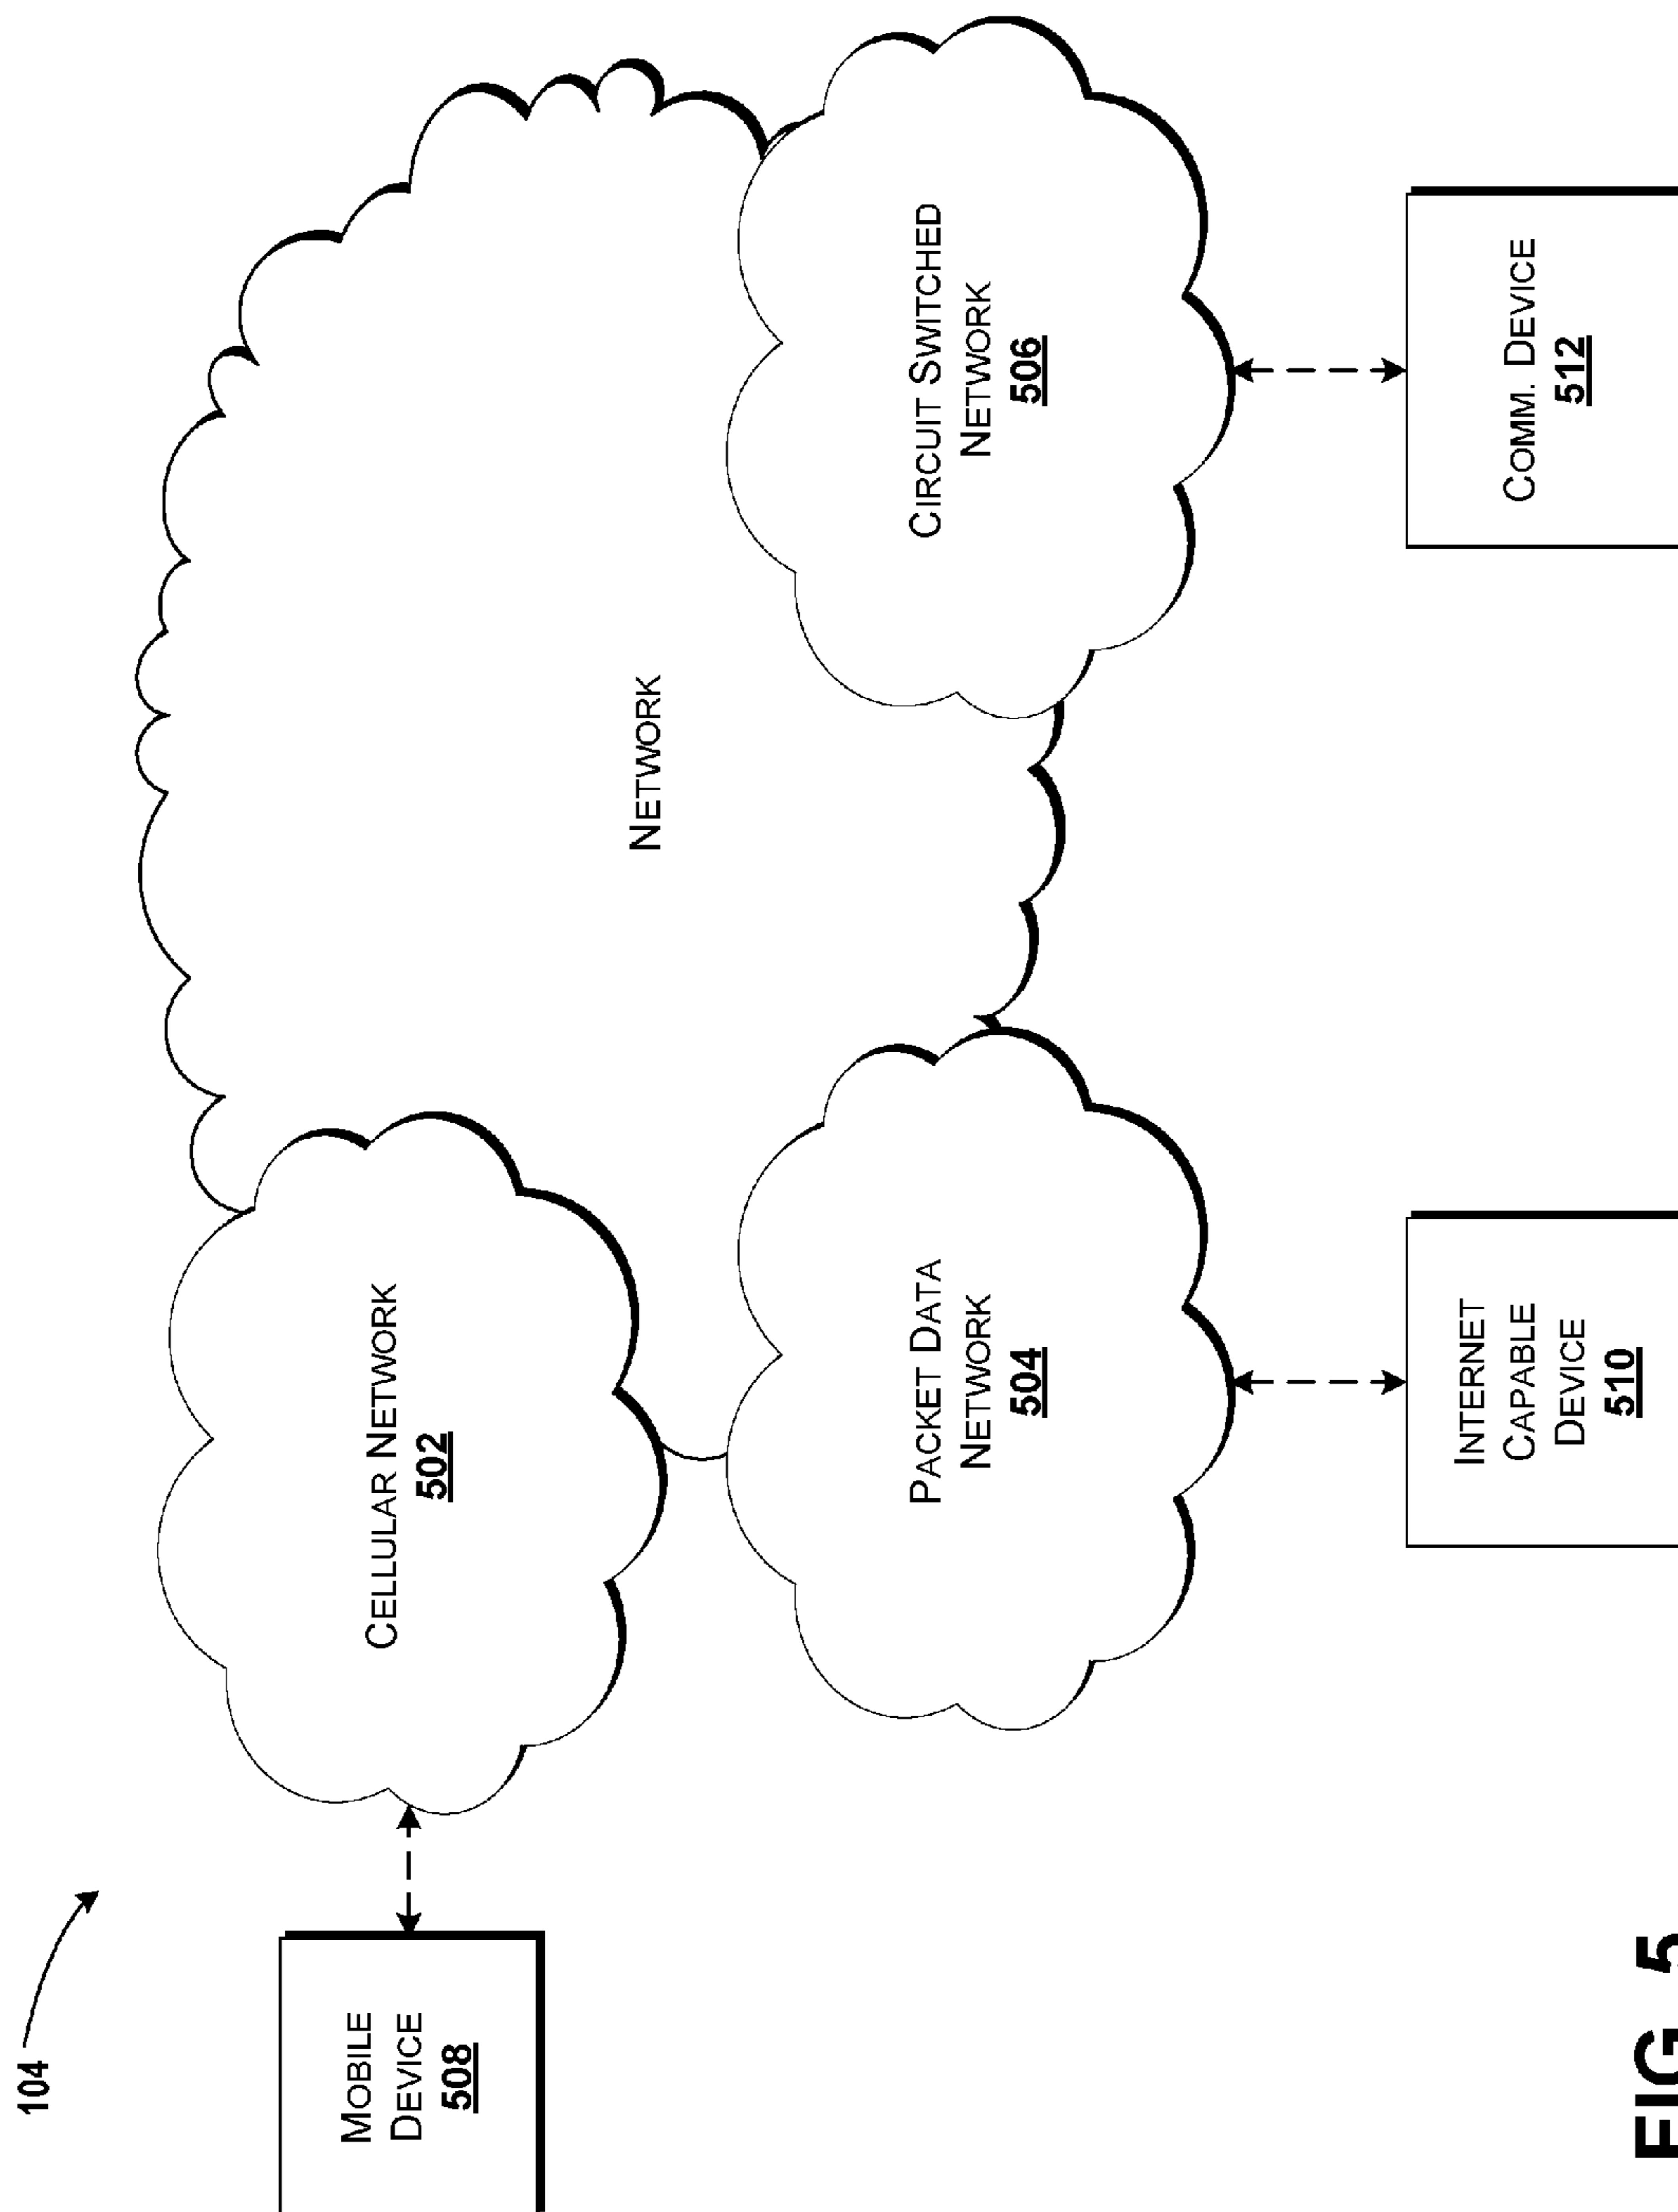 104
MOBILE
DEVICE
508
CELLULAR NETWORK
502
NETWORK
PACKET DATA
NETWORK
504
CIRCUIT SWITCHED
NETWORK
506
INTERNET
CAPABLE
DEVICE
510
COMM. DEVICE
512
FIG. 5